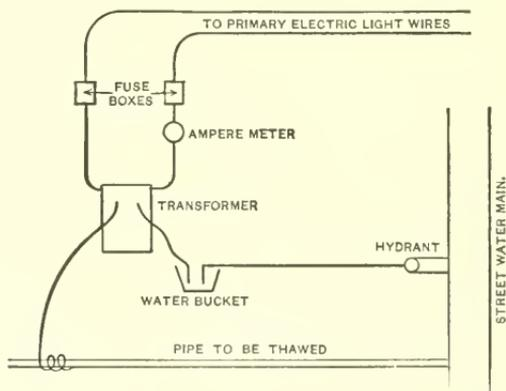 TO PRIMARY ELECTRIC LIGHT WIRES
FUSE
BOXES
AMPERE METER
TRANSFORMER
HYDRANT
WATER BUCKET
STREET WATER MAIN.
PIPE TO BE THAWED